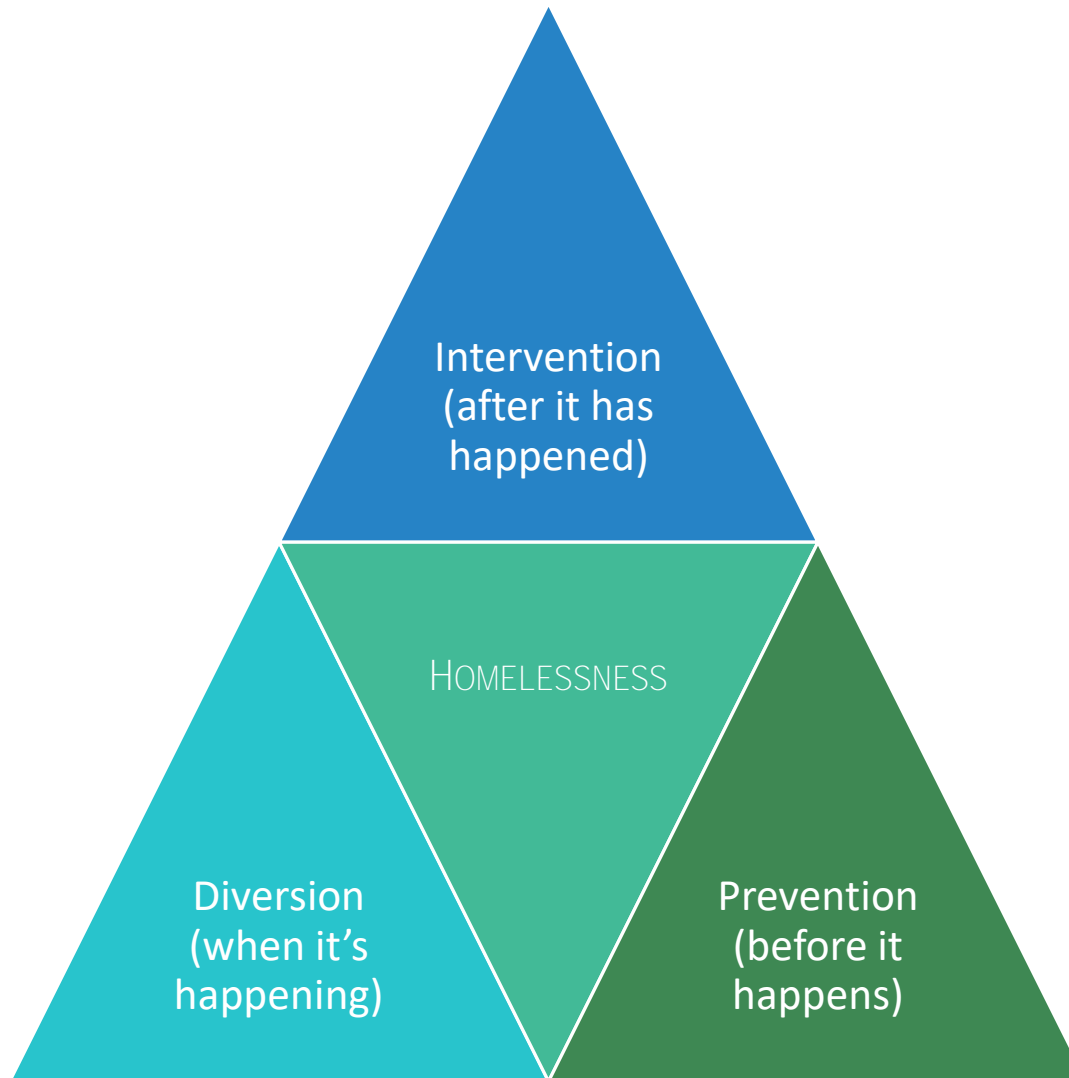 Intervention
(after it has
happened)
HOMELESSNESS
Diversion
(when it’s
happening)
Prevention
(before it
happens)